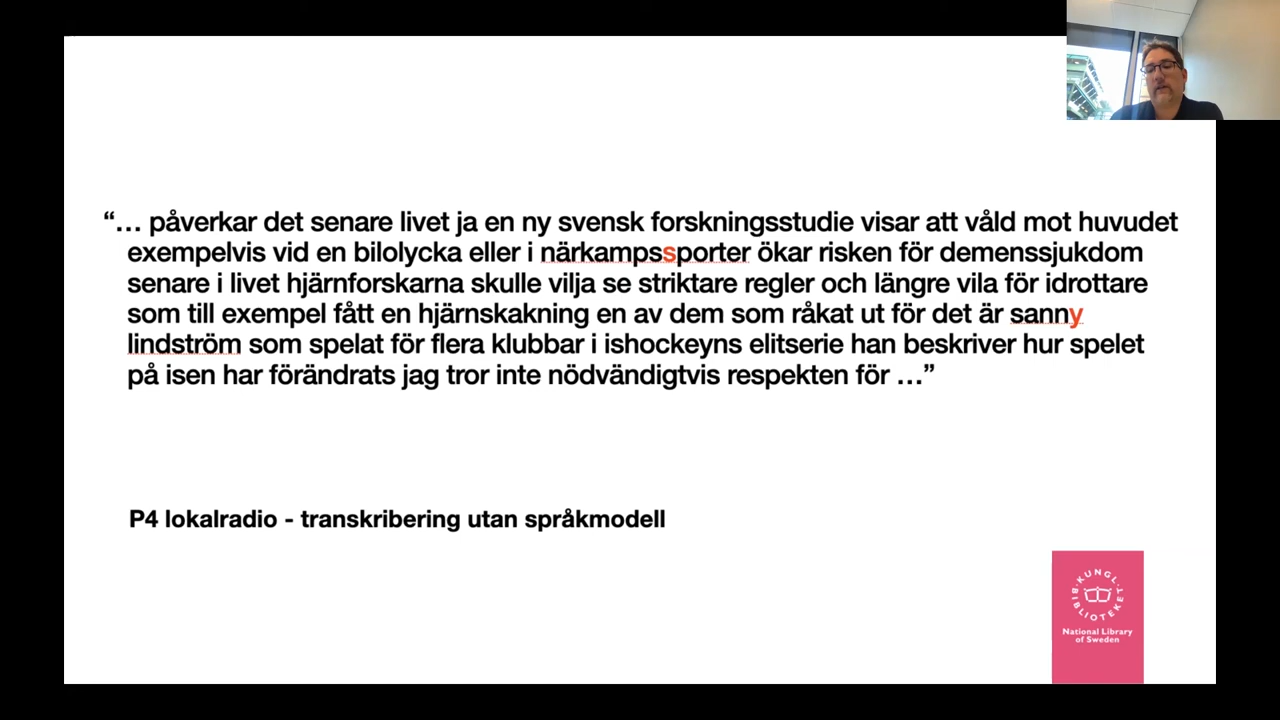 “… påverkar det senare livet ja en ny svensk forskningsstudie visar att våld mot huvudet
exempelvis vid en bilolycka eller i närkampssporter ökar risken för demenssjukdom
senare i livet hjärnforskarna skulle vilja se striktare regler och längre vila för idrottare
som till exempel fått en hjärnskakning en av dem som råkat ut för det är sanny
lindström som spelat för flera klubbar i ishockeyns elitserie han beskriver hur spelet
på isen har förändrats jag tror inte nödvändigtvis respekten för …”
P4 lokalradio - transkribering utan språkmodell
KUNGL
BIBLIOTEKET
National Library
of Sweden